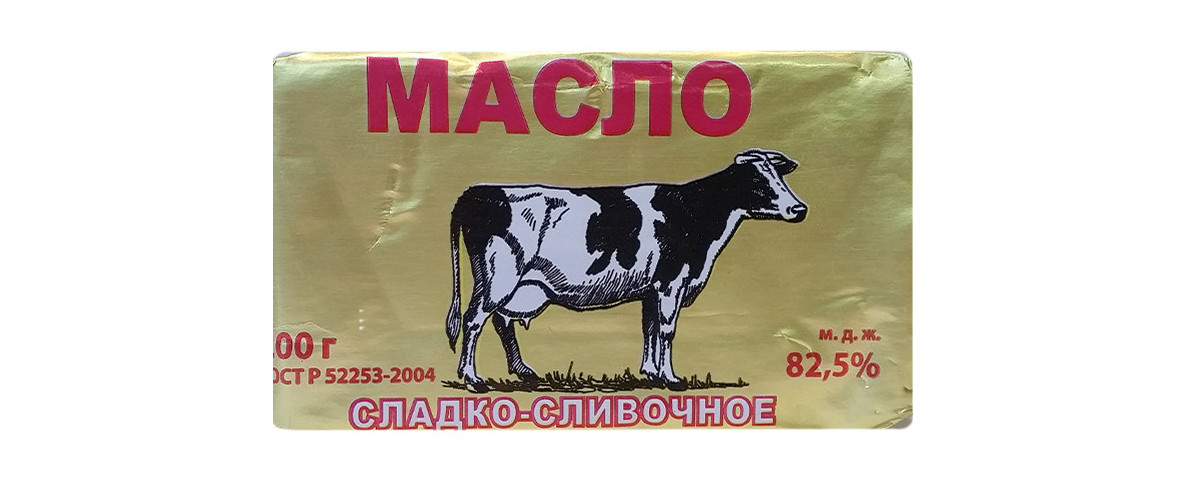 МАСЛО
00 г
м. д. ж.
ОСТ Р 52253-2004
82,5%
СЛАДКО-СЛИВОЧНОЕ